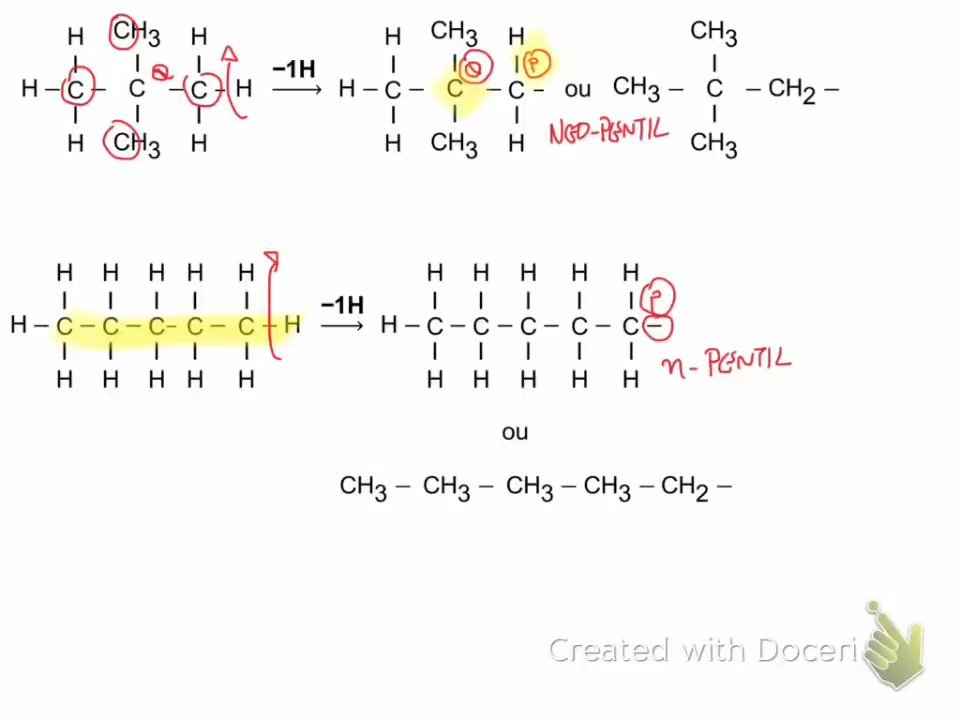 H CH3 H H CH3 H CH3
H – C – C – C – H −1H H – C – C – C – ou CH3 – C – CH2 –
H CH3 H H CH3 H NEO-PENTIL CH3
H H H H H H H H H H
H – C – C – C – C – C – H −1H H – C – C – C – C – C –
H H H H H H H H H H n-PENTIL
ou
CH3 – CH3 – CH3 – CH3 – CH2 –
Created with Doceri